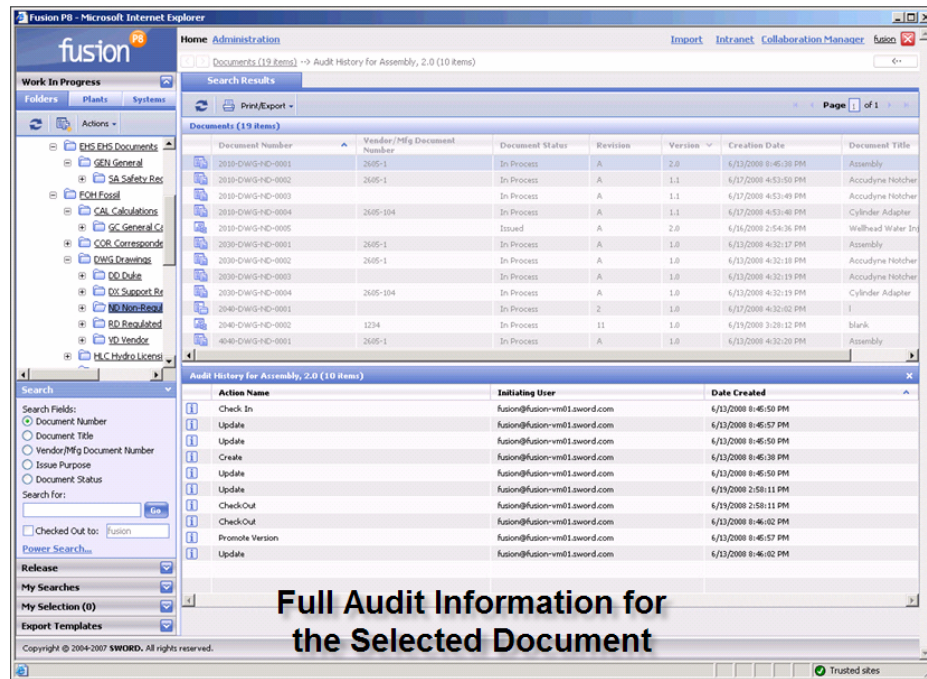 Fusion P8 - Microsoft Internet Explorer
fusion P8
Home Administration
Import Intranet Collaboration Manager fusion
Documents (19 items) --> Audit History for Assembly, 2.0 (10 items)
Work In Progress
Folders Plants Systems
Actions
EHS EHS Documents
GEN General
SA Safety Rec
FOH Fossil
CAL Calculations
GC General Ca
COR Corresponde
DWG Drawings
DD Duke
DX Support Re
ND Non-Regul
RD Regulated
VD Vendor
HLC Hydro Licensi
Search
Search Fields:
Document Number
Document Title
Vendor/Mfg Document Number
Issue Purpose
Document Status
Search for:
Go
Checked Out to: fusion
Power Search...
Release
My Searches
My Selection (0)
Export Templates
Search Results
Print/Export
Page 1 of 1
Documents (19 items)
Document Number Vendor/Mfg Document Number Document Status Revision Version Creation Date Document Title
2010-DWG-ND-0001 2605-1 In Process A 2.0 6/13/2008 8:45:38 PM Assembly
2010-DWG-ND-0002 2605-1 In Process A 1.1 6/17/2008 4:53:50 PM Accudyne Notcher
2010-DWG-ND-0003 In Process A 1.1 6/17/2008 4:53:49 PM Accudyne Notcher
2010-DWG-ND-0004 2605-104 In Process A 1.1 6/17/2008 4:53:48 PM Cylinder Adapter
2010-DWG-ND-0005 Issued A 2.0 6/16/2008 2:54:36 PM Wellhead Water Inj
2030-DWG-ND-0001 2605-1 In Process A 1.0 6/13/2008 4:32:17 PM Assembly
2030-DWG-ND-0002 2605-1 In Process A 1.0 6/13/2008 4:32:18 PM Accudyne Notcher
2030-DWG-ND-0003 In Process A 1.0 6/13/2008 4:32:19 PM Accudyne Notcher
2030-DWG-ND-0004 2605-104 In Process A 1.0 6/13/2008 4:32:19 PM Cylinder Adapter
2040-DWG-ND-0001 In Process 2 1.0 6/17/2008 4:32:02 PM 1
2040-DWG-ND-0002 1234 In Process 11 1.0 6/19/2008 3:28:12 PM blank
4040-DWG-ND-0001 2605-1 In Process A 1.0 6/13/2008 4:32:20 PM Assembly
Audit History for Assembly, 2.0 (10 items)
Action Name Initiating User Date Created
Check In fusion@fusion-vm01.sword.com 6/13/2008 8:45:50 PM
Update fusion@fusion-vm01.sword.com 6/13/2008 8:45:57 PM
Update fusion@fusion-vm01.sword.com 6/13/2008 8:45:50 PM
Create fusion@fusion-vm01.sword.com 6/13/2008 8:45:38 PM
Update fusion@fusion-vm01.sword.com 6/13/2008 8:45:50 PM
Update fusion@fusion-vm01.sword.com 6/19/2008 2:58:11 PM
CheckOut fusion@fusion-vm01.sword.com 6/19/2008 2:58:11 PM
CheckOut fusion@fusion-vm01.sword.com 6/13/2008 8:46:02 PM
Promote Version fusion@fusion-vm01.sword.com 6/13/2008 8:45:57 PM
Update fusion@fusion-vm01.sword.com 6/13/2008 8:46:02 PM
Full Audit Information for
the Selected Document
Copyright © 2004-2007 SWORD. All rights reserved.
Trusted sites